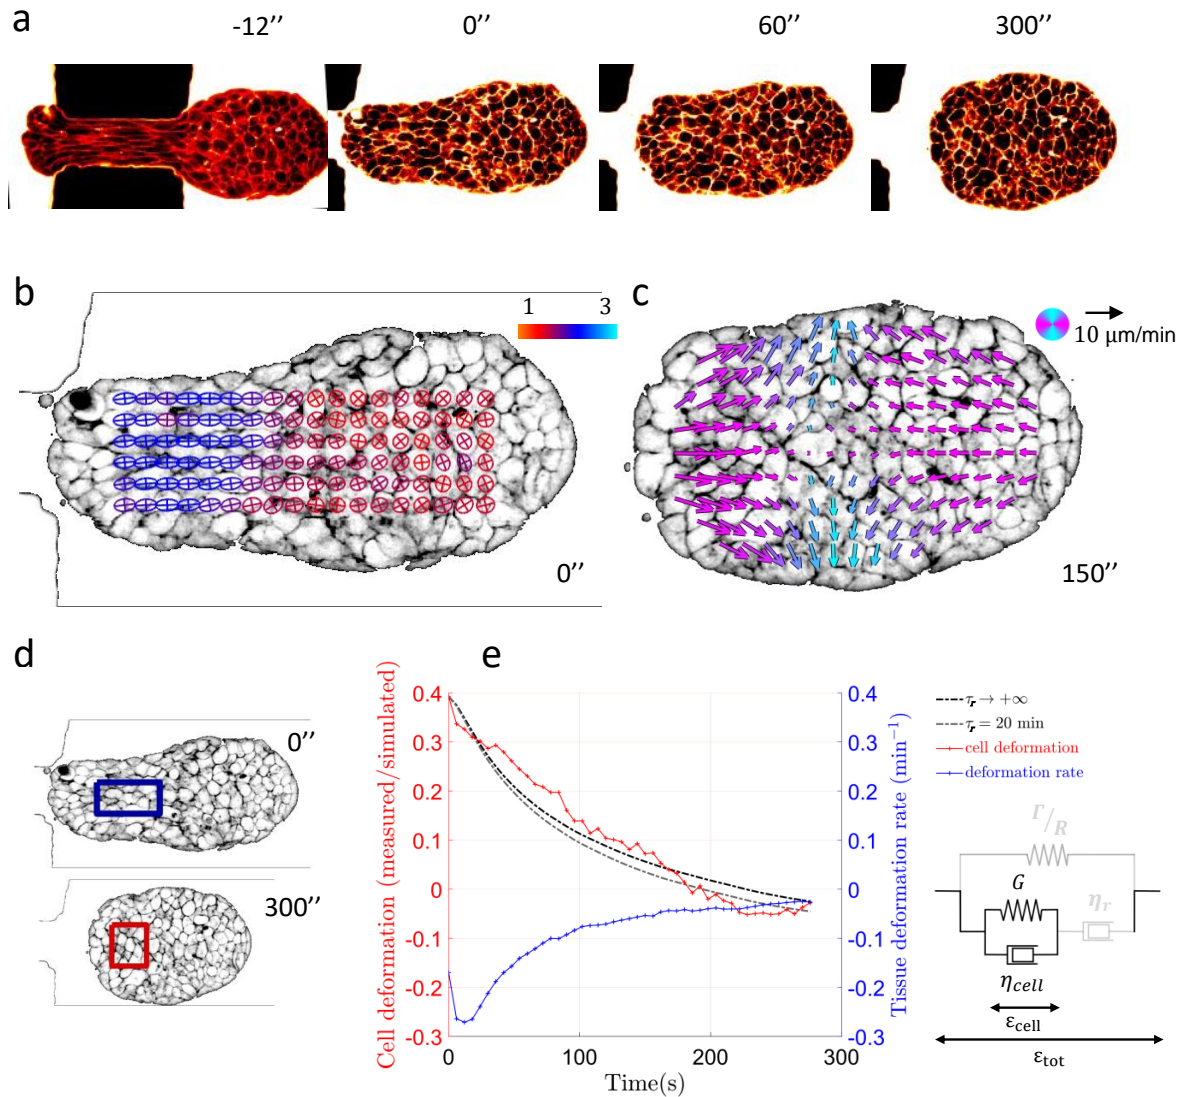 a
-12’’
0’’
60’’
300’’
b
1
3
0’’
c
10 μm/min
150’’
d
0’’
300’’
e
Cell deformation (measured/simulated)
0.4
0.3
0.2
0.1
0
-0.1
-0.2
-0.3
0
100
200
300
Time(s)
0.4
0.3
0.2
0.1
0
-0.1
-0.2
-0.3
Tissue deformation rate (min⁻¹)
τᵣ → +∞
τᵣ = 20 min
cell deformation
deformation rate
Γ/R
G
ηᵣ
η_cell
ε_cell
ε_tot